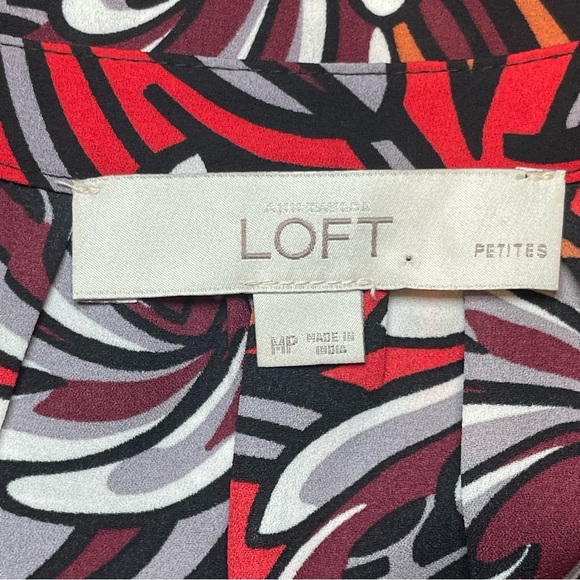 ANN TAYLOR
LOFT
PETITES
MP
MADE IN
INDIA